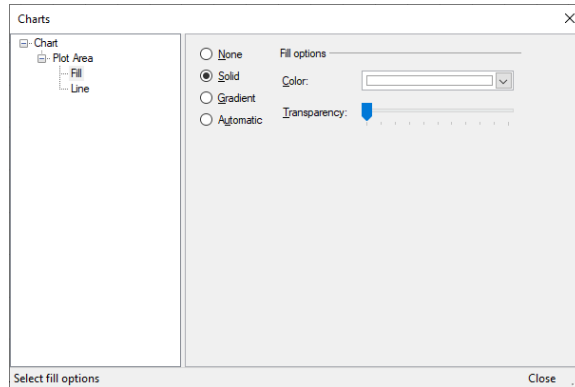 Charts
Chart
Plot Area
Fill
Line
None
Solid
Gradient
Automatic
Fill options
Color:
Transparency:
Select fill options
Close